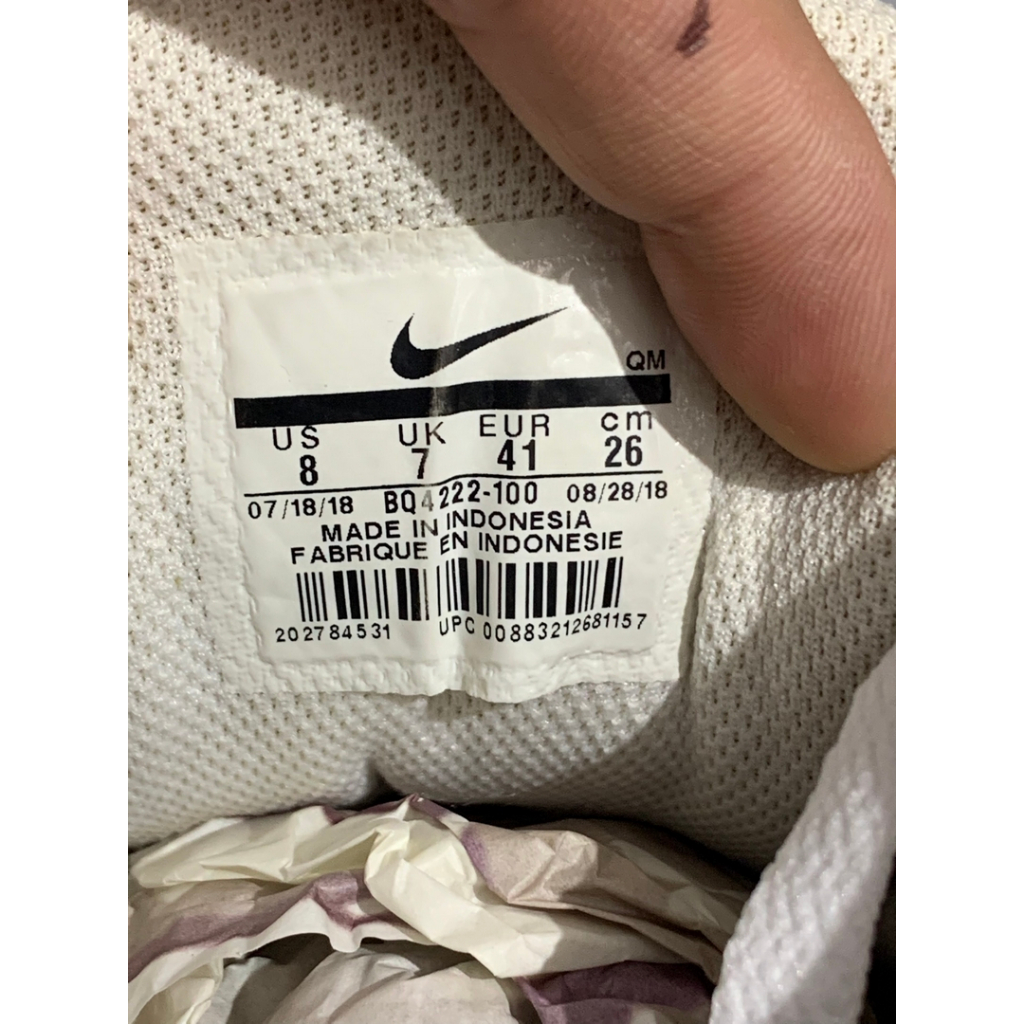 QM
US UK EUR cm
8 7 41 26
07/18/18 BQ4222-100 08/28/18
MADE IN INDONESIA
FABRIQUE EN INDONESIE
202784531 UPC 00883212681157